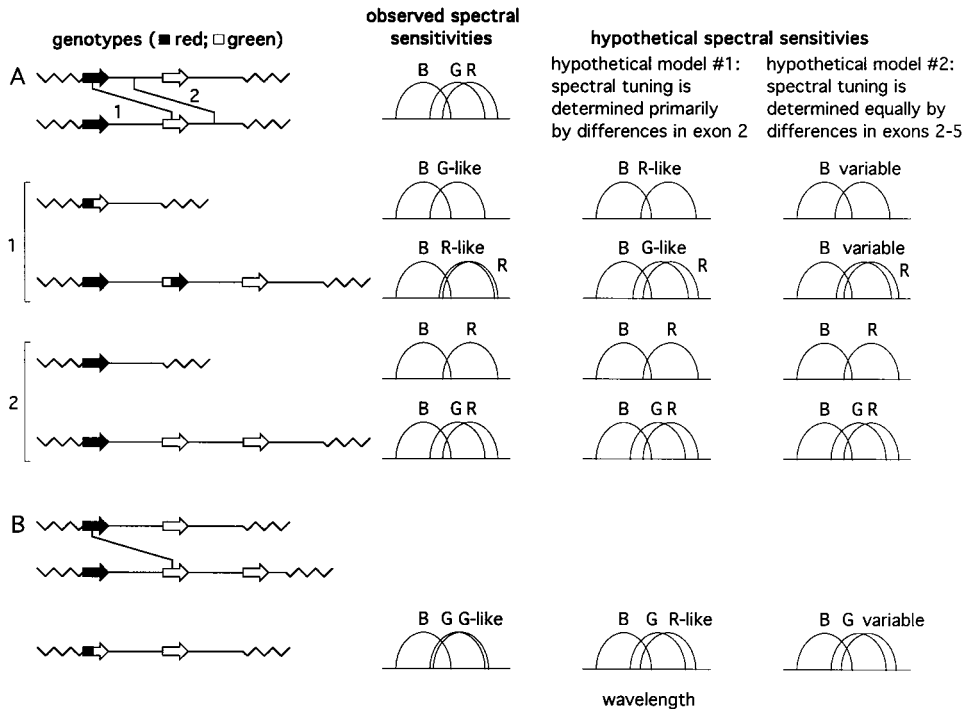 genotypes (■ red; □ green)
observed spectral
sensitivities
hypothetical spectral sensitivies
hypothetical model #1:
spectral tuning is
determined primarily
by differences in exon 2
hypothetical model #2:
spectral tuning is
determined equally by
differences in exons 2-5
A
1
2
B G R
1
B G-like
B R-like
B variable
B R-like R
B G-like R
B variable R
2
B R
B R
B R
B G R
B G R
B G R
B
B G G-like
B G R-like
B G variable
wavelength